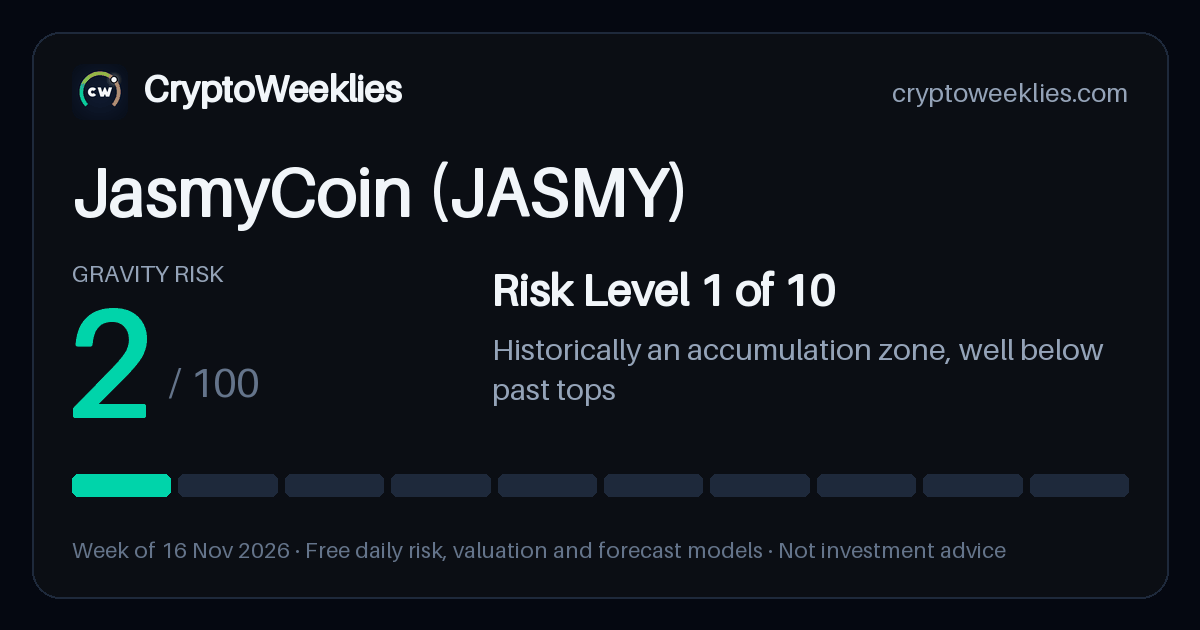 CW
CryptoWeeklies
cryptoweeklies.com
JasmyCoin (JASMY)
GRAVITY RISK
2 / 100
Risk Level 1 of 10
Historically an accumulation zone, well below
past tops
Week of 16 Nov 2026 · Free daily risk, valuation and forecast models · Not investment advice